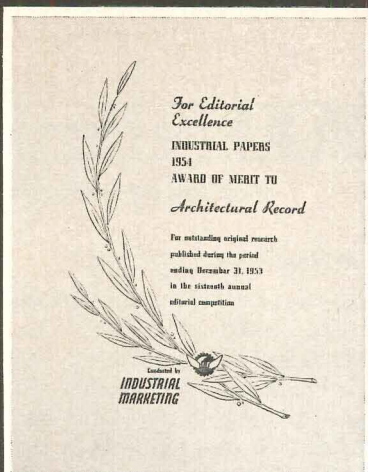 For Editorial
Excellence
INDUSTRIAL PAPERS
1954
AWARD OF MERIT TO
Architectural Record
For outstanding original research
published during the period
ending December 31, 1953
in the sixteenth annual
editorial competition
Conducted by
INDUSTRIAL
MARKETING